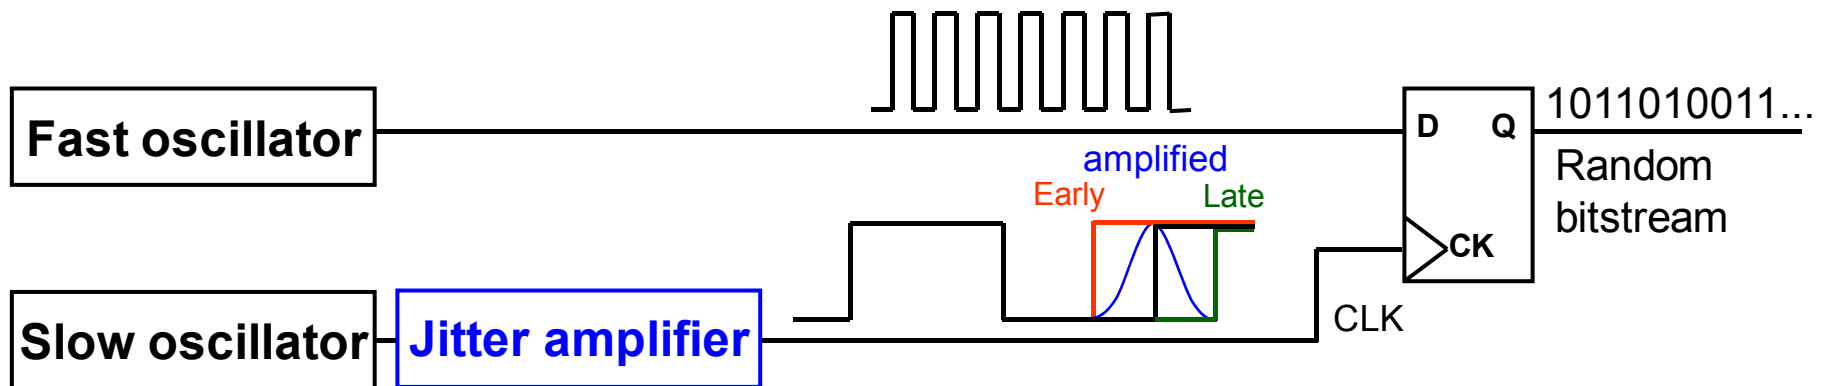 Fast oscillator
D Q
1011010011...
amplified
Early Late
Random
bitstream
CK
Slow oscillator
Jitter amplifier
CLK